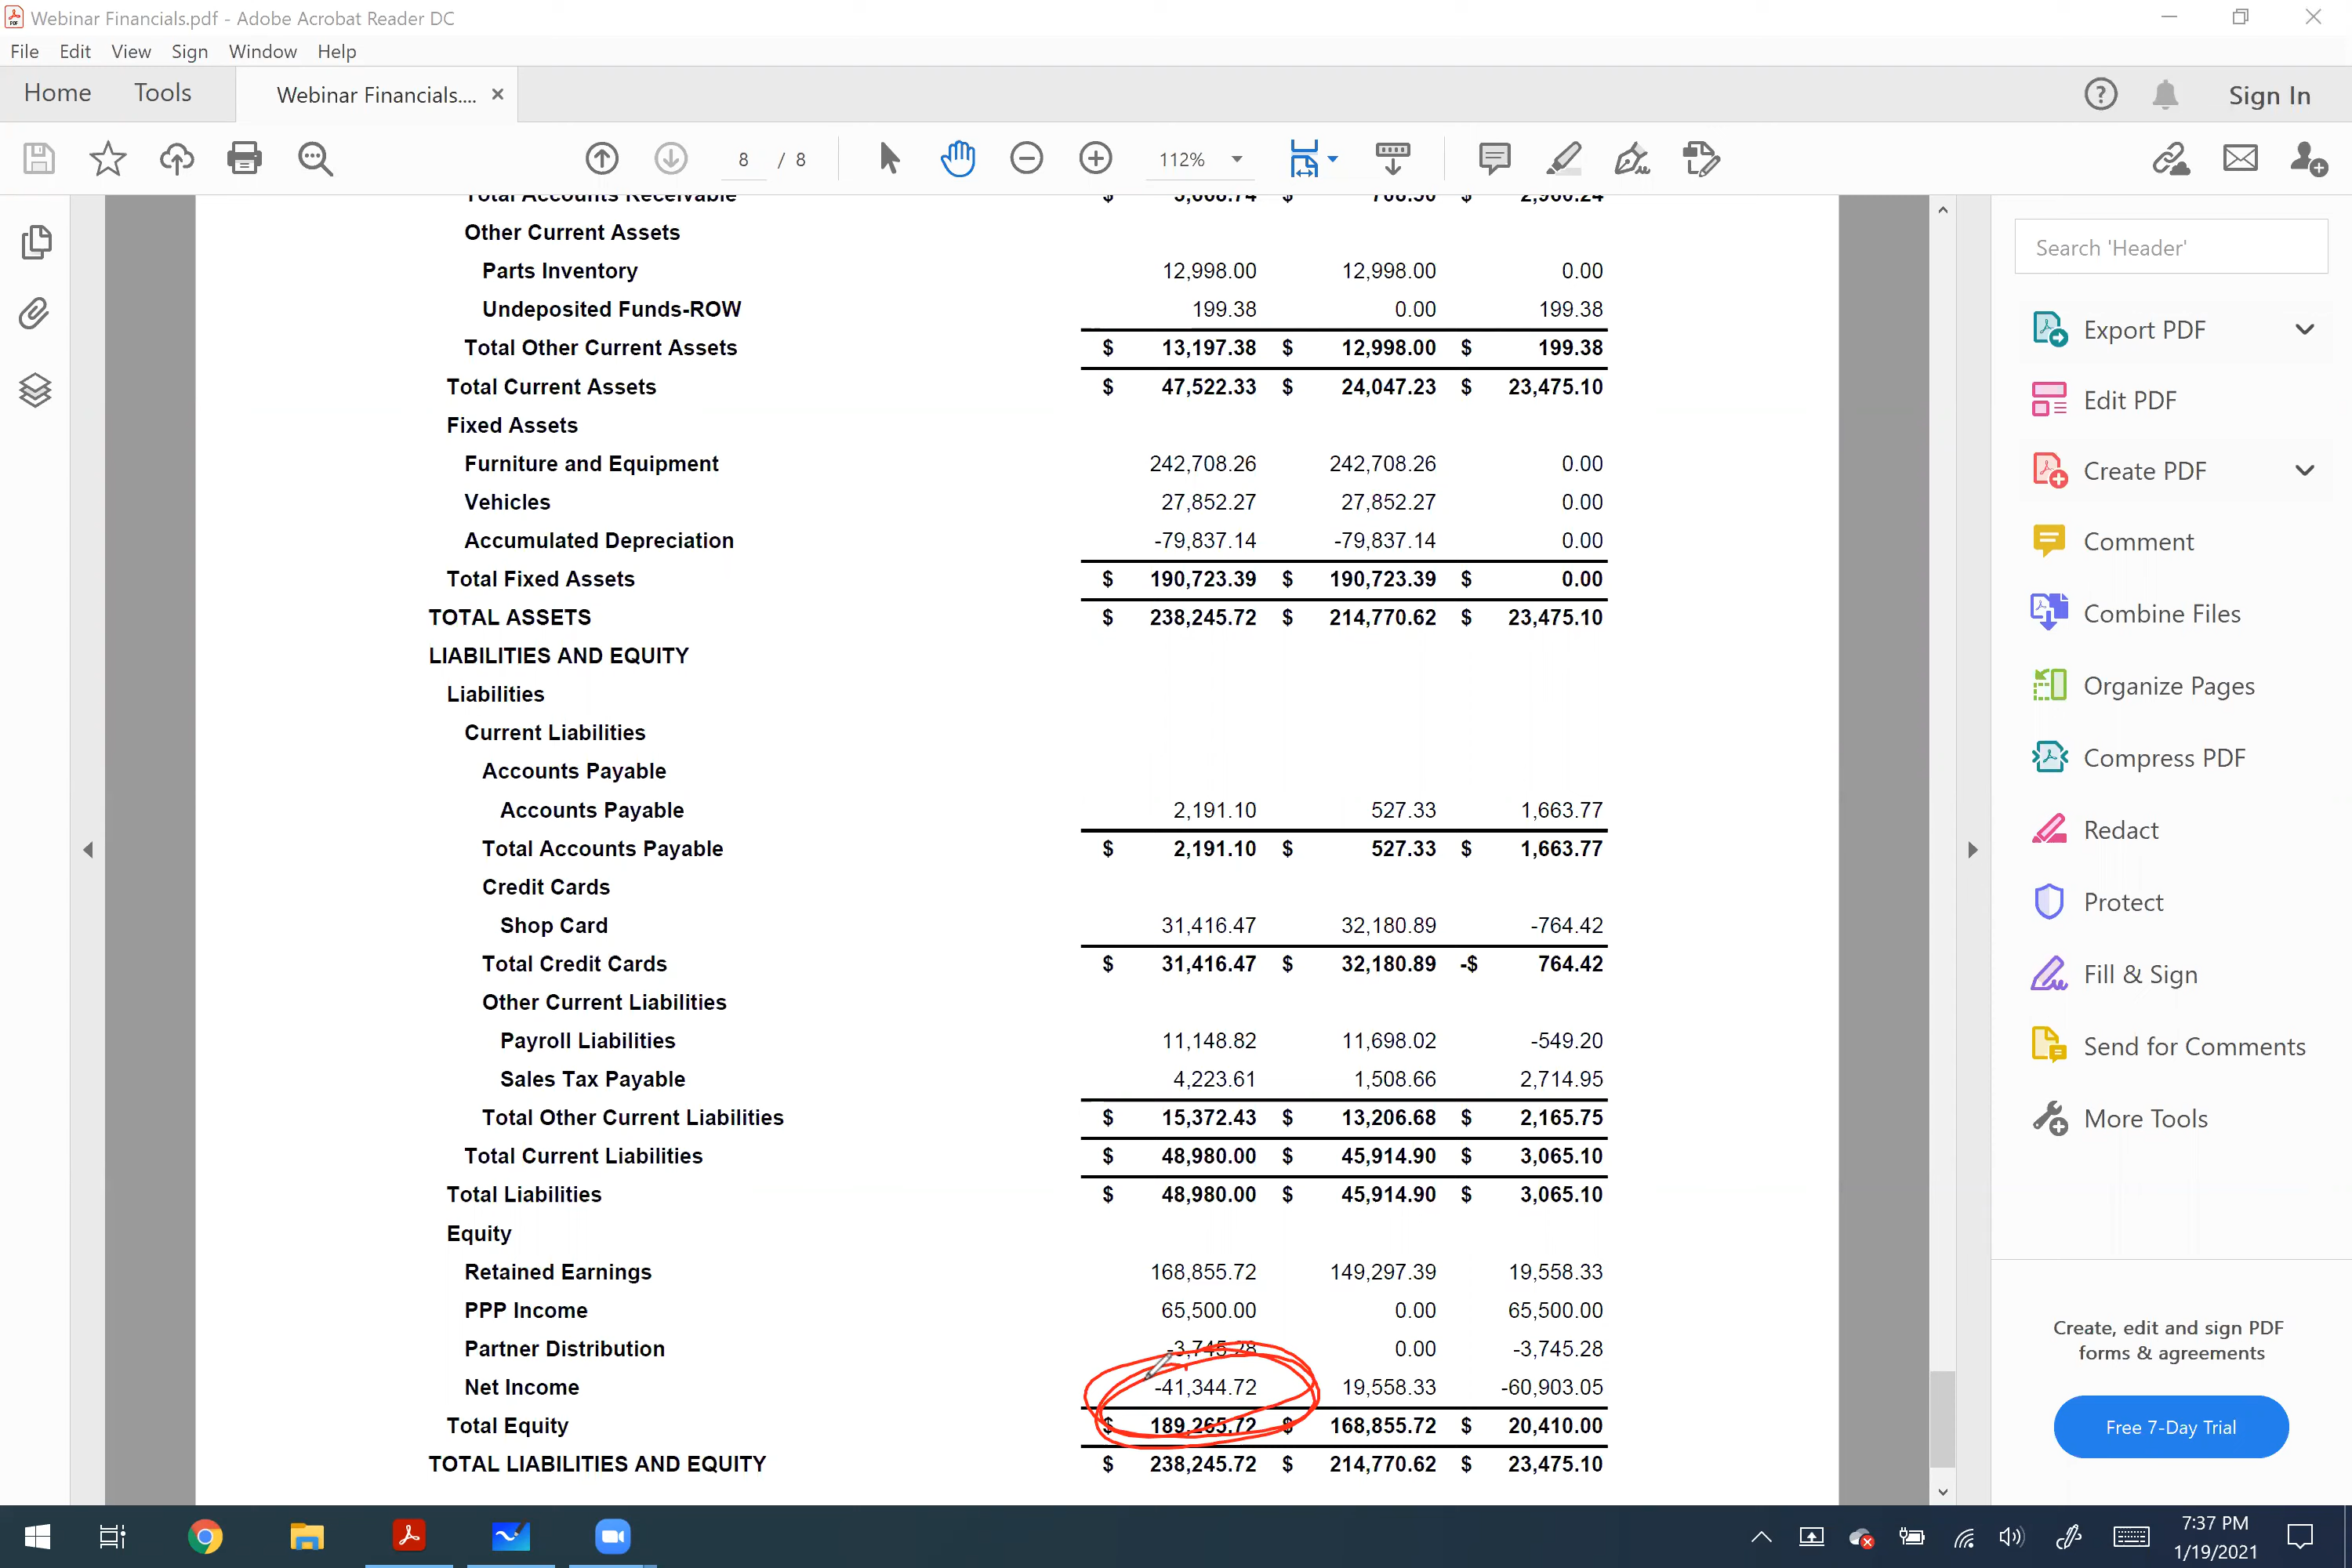 Webinar Financials.pdf - Adobe Acrobat Reader DC
File Edit View Sign Window Help
Home Tools Webinar Financials.... × Sign In
8 / 8 112%
Total Accounts Receivable $ 3,668.74 $ 708.50 $ 2,960.24
Other Current Assets
Parts Inventory 12,998.00 12,998.00 0.00
Undeposited Funds-ROW 199.38 0.00 199.38
Total Other Current Assets $ 13,197.38 $ 12,998.00 $ 199.38
Total Current Assets $ 47,522.33 $ 24,047.23 $ 23,475.10
Fixed Assets
Furniture and Equipment 242,708.26 242,708.26 0.00
Vehicles 27,852.27 27,852.27 0.00
Accumulated Depreciation -79,837.14 -79,837.14 0.00
Total Fixed Assets $ 190,723.39 $ 190,723.39 $ 0.00
TOTAL ASSETS $ 238,245.72 $ 214,770.62 $ 23,475.10
LIABILITIES AND EQUITY
Liabilities
Current Liabilities
Accounts Payable
Accounts Payable 2,191.10 527.33 1,663.77
Total Accounts Payable $ 2,191.10 $ 527.33 $ 1,663.77
Credit Cards
Shop Card 31,416.47 32,180.89 -764.42
Total Credit Cards $ 31,416.47 $ 32,180.89 -$ 764.42
Other Current Liabilities
Payroll Liabilities 11,148.82 11,698.02 -549.20
Sales Tax Payable 4,223.61 1,508.66 2,714.95
Total Other Current Liabilities $ 15,372.43 $ 13,206.68 $ 2,165.75
Total Current Liabilities $ 48,980.00 $ 45,914.90 $ 3,065.10
Total Liabilities $ 48,980.00 $ 45,914.90 $ 3,065.10
Equity
Retained Earnings 168,855.72 149,297.39 19,558.33
PPP Income 65,500.00 0.00 65,500.00
Partner Distribution -3,745.28 0.00 -3,745.28
Net Income -41,344.72 19,558.33 -60,903.05
Total Equity $ 189,265.72 $ 168,855.72 $ 20,410.00
TOTAL LIABILITIES AND EQUITY $ 238,245.72 $ 214,770.62 $ 23,475.10
Search 'Header'
Export PDF
Edit PDF
Create PDF
Comment
Combine Files
Organize Pages
Compress PDF
Redact
Protect
Fill & Sign
Send for Comments
More Tools
Create, edit and sign PDF
forms & agreements
Free 7-Day Trial
7:37 PM
1/19/2021